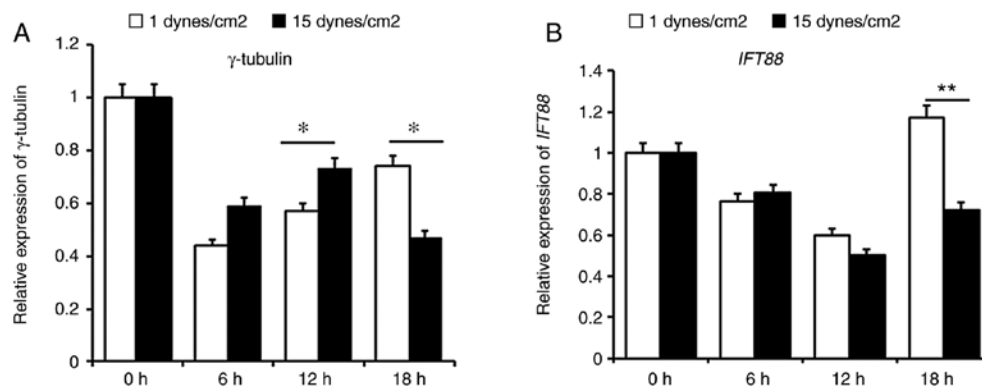 A
1 dynes/cm2 15 dynes/cm2
γ-tubulin
Relative expression of γ-tubulin
1.2
1
0.8
0.6
0.4
0.2
0
* *
0 h 6 h 12 h 18 h
B
1 dynes/cm2 15 dynes/cm2
IFT88
Relative expression of IFT88
1.4
1.2
1
0.8
0.6
0.4
0.2
0
**
0 h 6 h 12 h 18 h